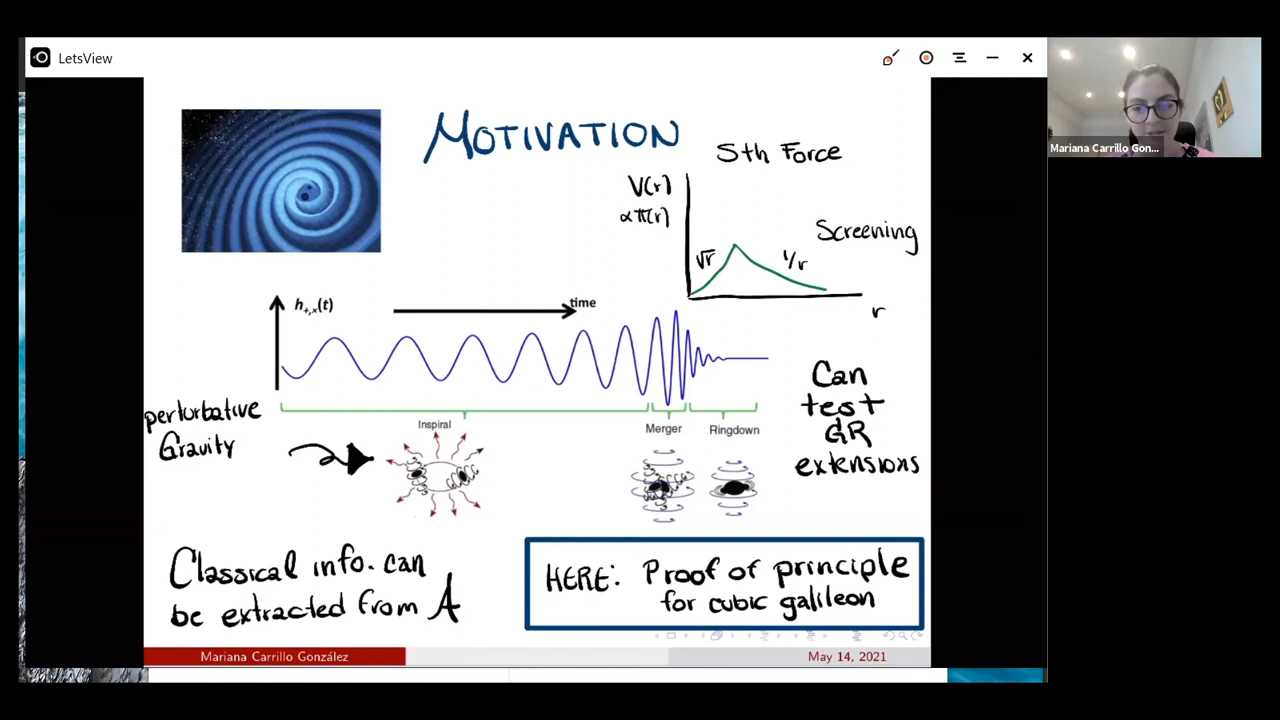 LetsView
Mariana Carrillo Gon...
MOTIVATION
5th Force
V(r)
απ(r)
√r
1/r
Screening
r
h+,x(t)
time
perturbative
Gravity
Inspiral
Merger
Ringdown
Can
test
GR
extensions
Classical info. can
be extracted from A
HERE: Proof of principle
for cubic galileon
Mariana Carrillo González
May 14, 2021